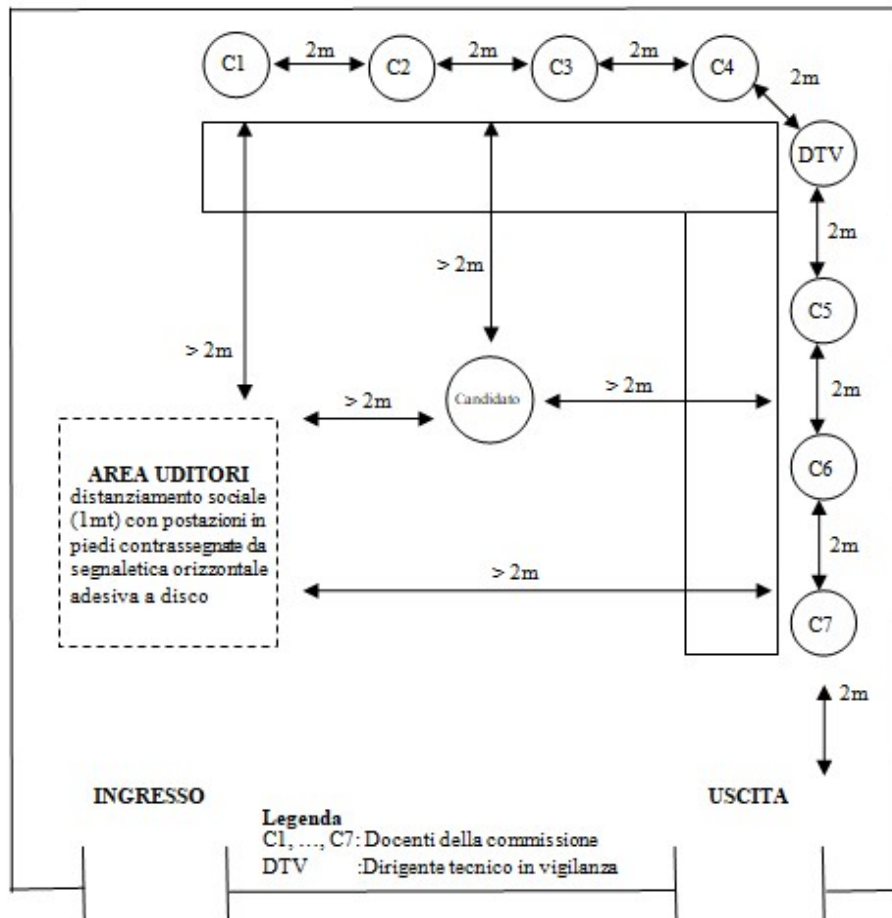 C1
2m
C2
2m
C3
2m
C4
2m
DTV
2m
> 2m
C5
> 2m
2m
Candidato
> 2m
> 2m
C6
AREA UDITORI
distanziamento sociale
(1mt) con postazioni in
piedi contrassegnate da
segnaletica orizzontale
adesiva a disco
2m
> 2m
C7
2m
INGRESSO
USCITA
Legenda
C1, …, C7: Docenti della commissione
DTV :Dirigente tecnico in vigilanza